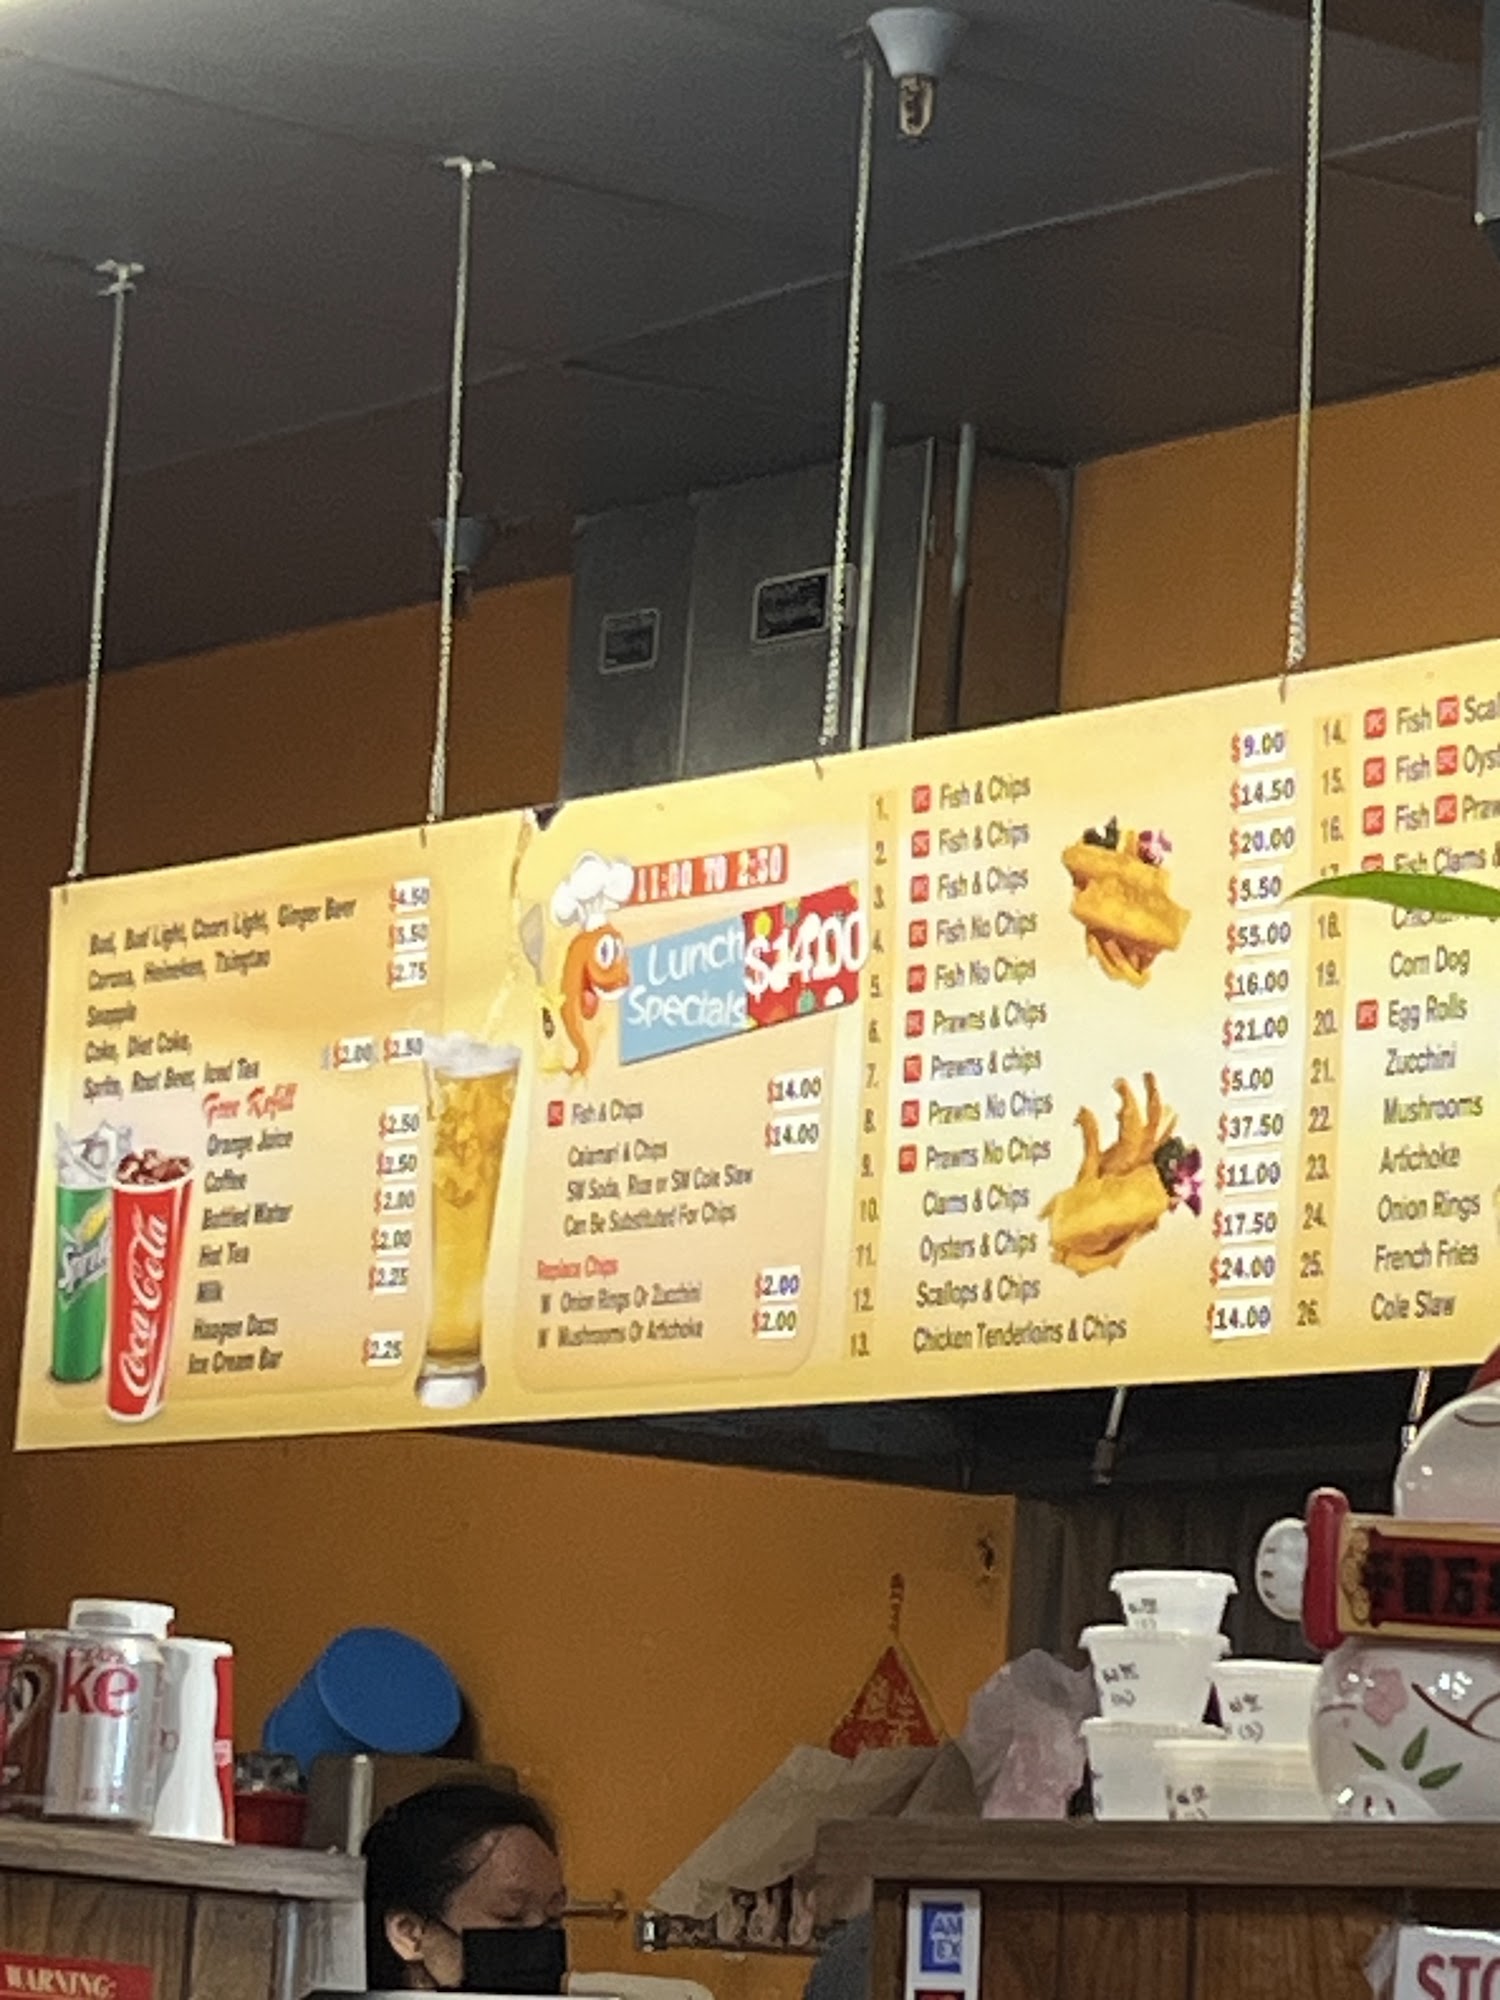 Bud, Bud Light, Coors Light, Ginger Beer $4.50
Corona, Heineken, Tsingtao $5.50
Snapple $2.75
Coke, Diet Coke,
Sprite, Root Beer, Iced Tea $2.00 $2.50
Free Refill
Orange Juice $2.50
Coffee $2.50
Bottled Water $2.00
Hot Tea $2.00
Milk $2.25
Haagen Dazs
Ice Cream Bar $2.25
Coca-Cola
11:00 TO 2:30
Lunch
Specials
Fish & Chips $14.00
Calamari & Chips $14.00
SM Soda, Rice or SM Cole Slaw
Can Be Substituted For Chips
Replace Chips
W Onion Rings Or Zucchini $2.00
W Mushrooms Or Artichoke $2.00
1. Fish & Chips $9.00
2. Fish & Chips $14.50
3. Fish & Chips $20.00
4. Fish No Chips $5.50
5. Fish No Chips $55.00
6. Prawns & Chips $16.00
7. Prawns & chips $21.00
8. Prawns No Chips $5.00
9. Prawns No Chips $37.50
10. Clams & Chips $11.00
11. Oysters & Chips $17.50
12. Scallops & Chips $24.00
13. Chicken Tenderloins & Chips $14.00
14. Fish
15. Fish
16. Fish
Fish Clams &
18.
19. Corn Dog
20. Egg Rolls
21. Zucchini
22. Mushrooms
23. Artichoke
24. Onion Rings
25. French Fries
26. Cole Slaw
ke
WARNING:
AM
EX
STO